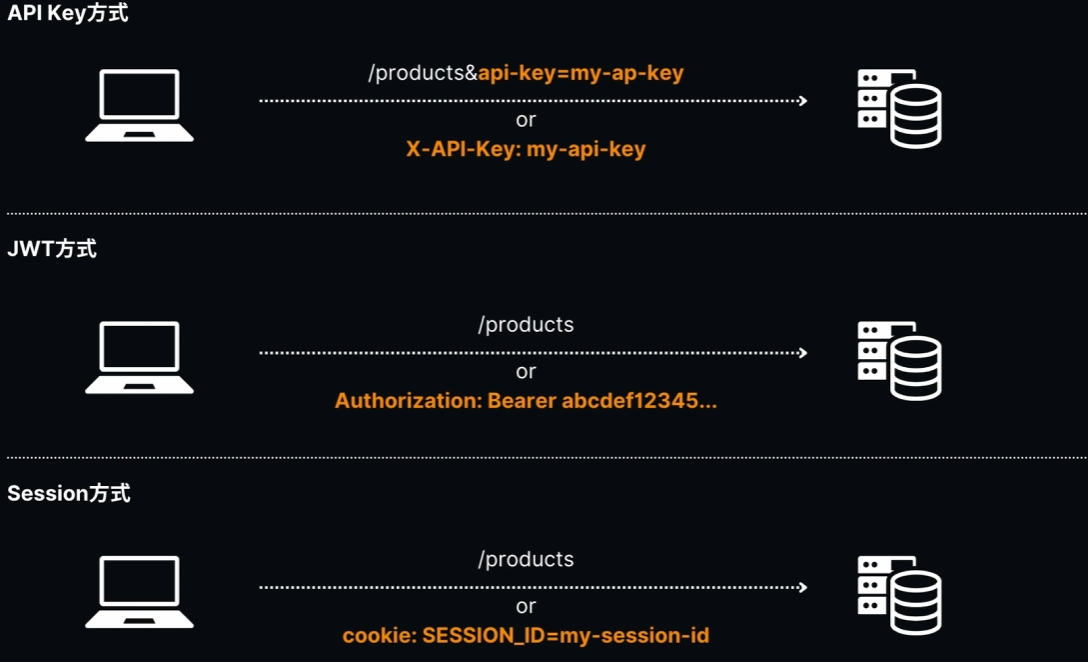 API Key方式
/products&api-key=my-ap-key
or
X-API-Key: my-api-key
JWT方式
/products
or
Authorization: Bearer abcdef12345...
Session方式
/products
or
cookie: SESSION_ID=my-session-id